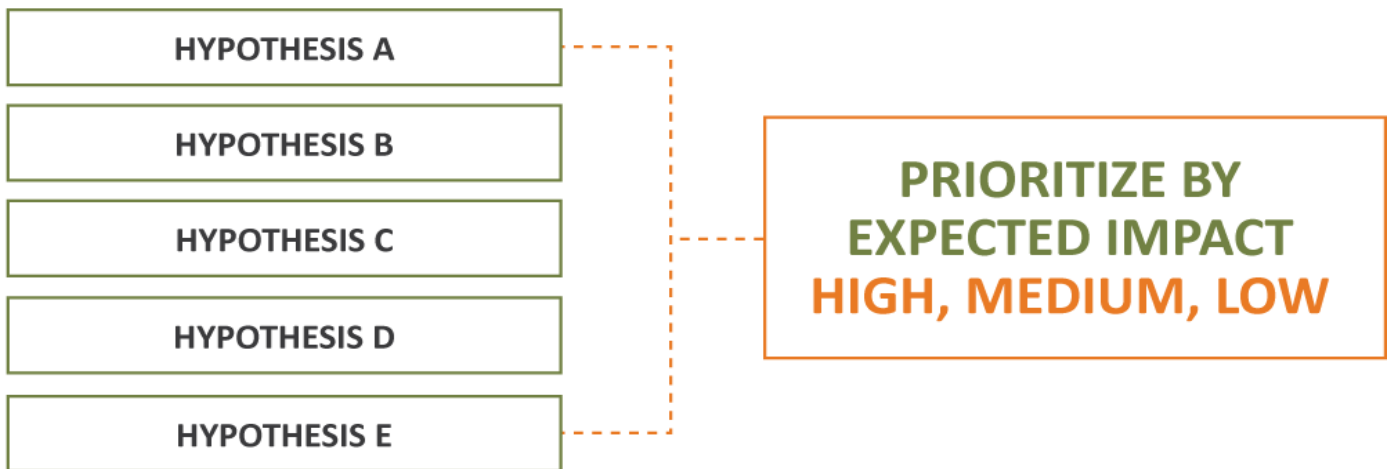 HYPOTHESIS A
HYPOTHESIS B
HYPOTHESIS C
HYPOTHESIS D
HYPOTHESIS E
PRIORITIZE BY
EXPECTED IMPACT
HIGH, MEDIUM, LOW